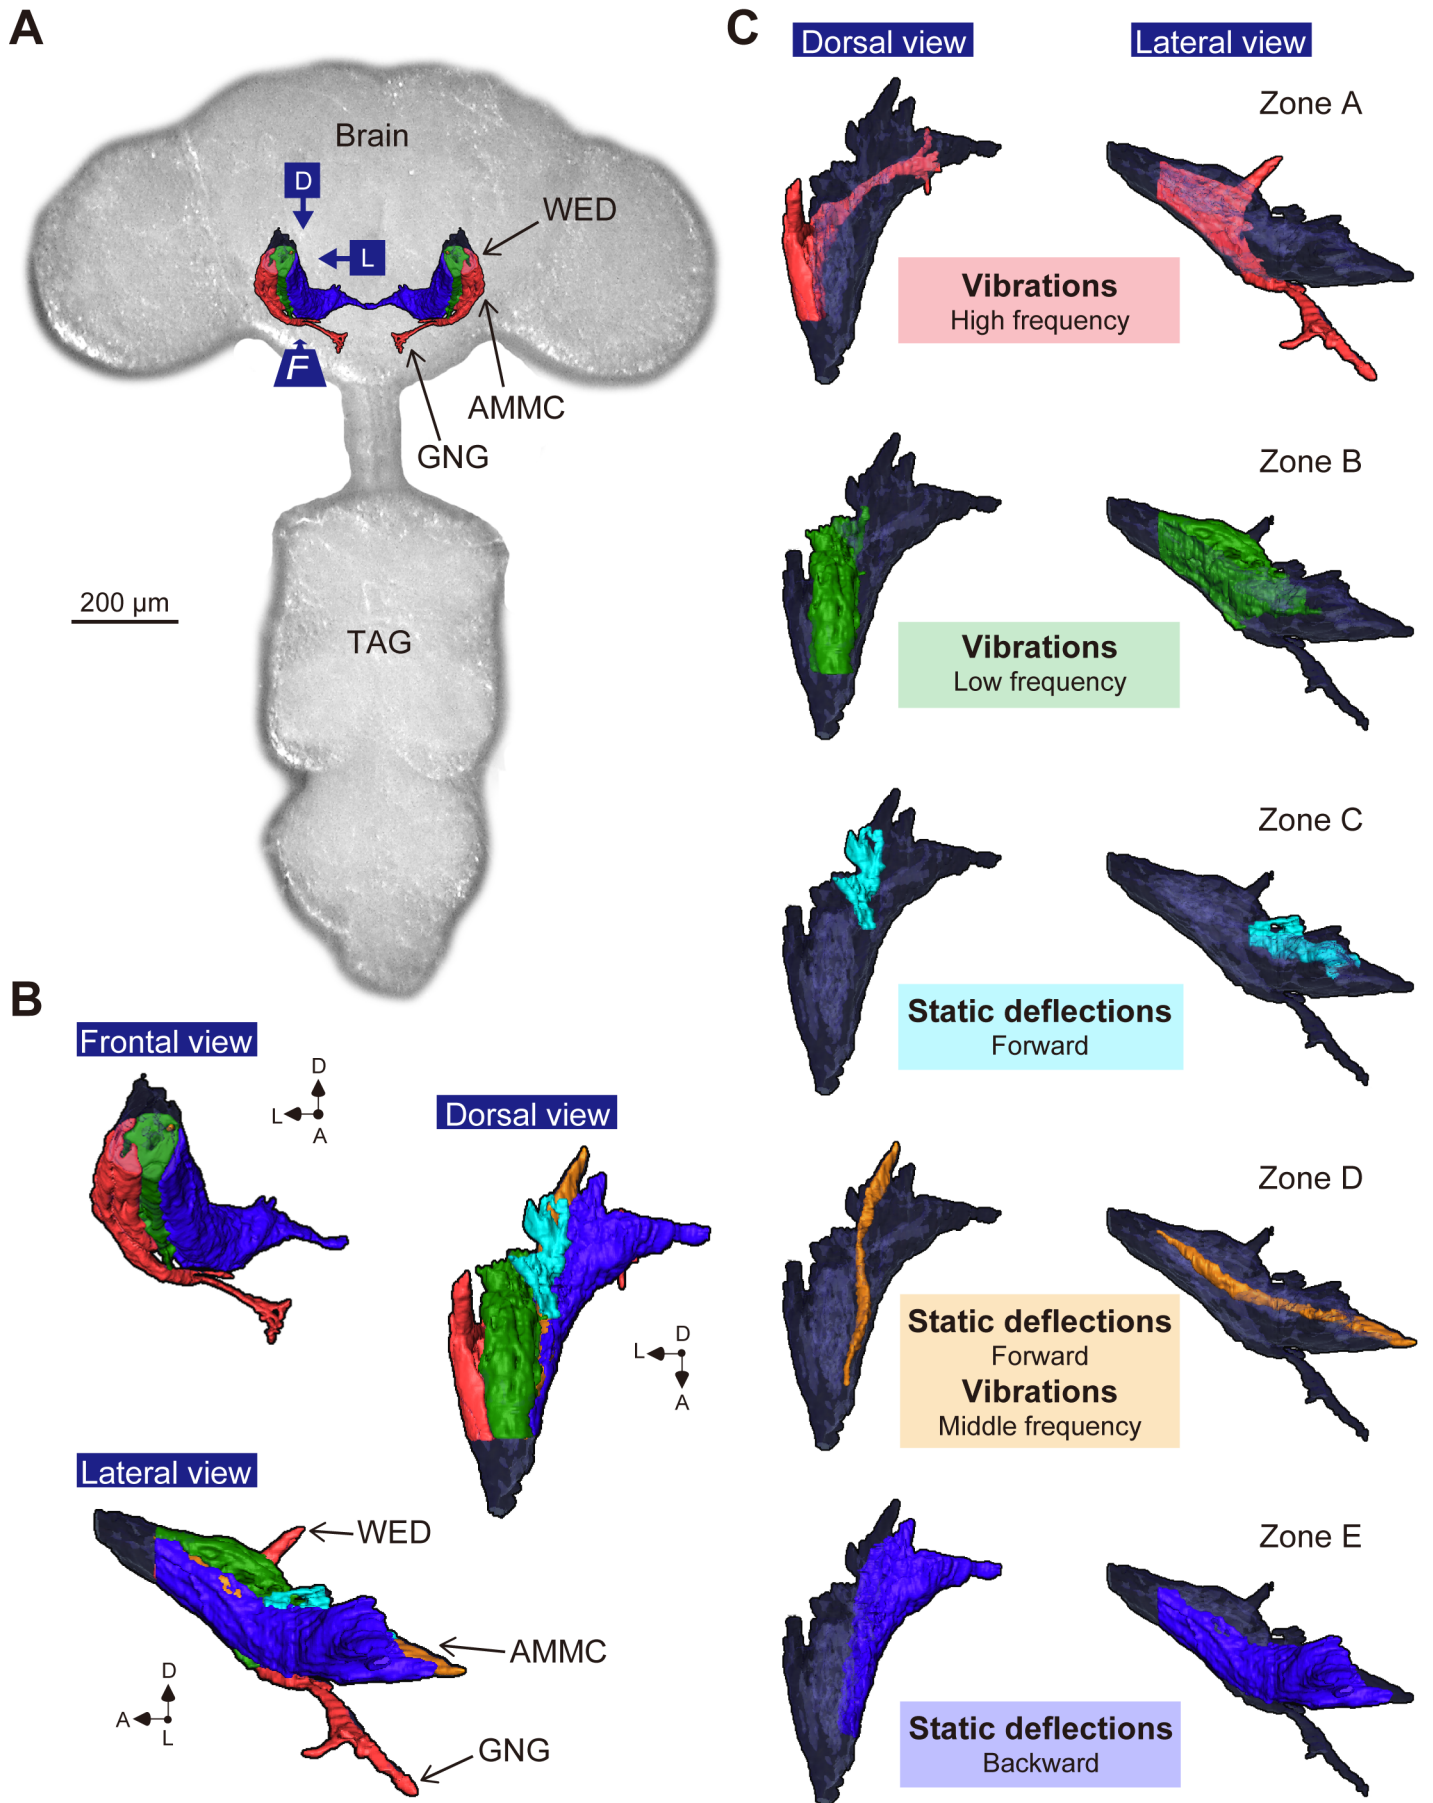 A
Brain
D
L
WED
F
AMMC
GNG
200 µm
TAG
B
Frontal view
D
L
A
Dorsal view
D
L
A
Lateral view
WED
AMMC
D
A
L
GNG
C
Dorsal view
Lateral view
Zone A
Vibrations
High frequency
Zone B
Vibrations
Low frequency
Zone C
Static deflections
Forward
Zone D
Static deflections
Forward
Vibrations
Middle frequency
Zone E
Static deflections
Backward